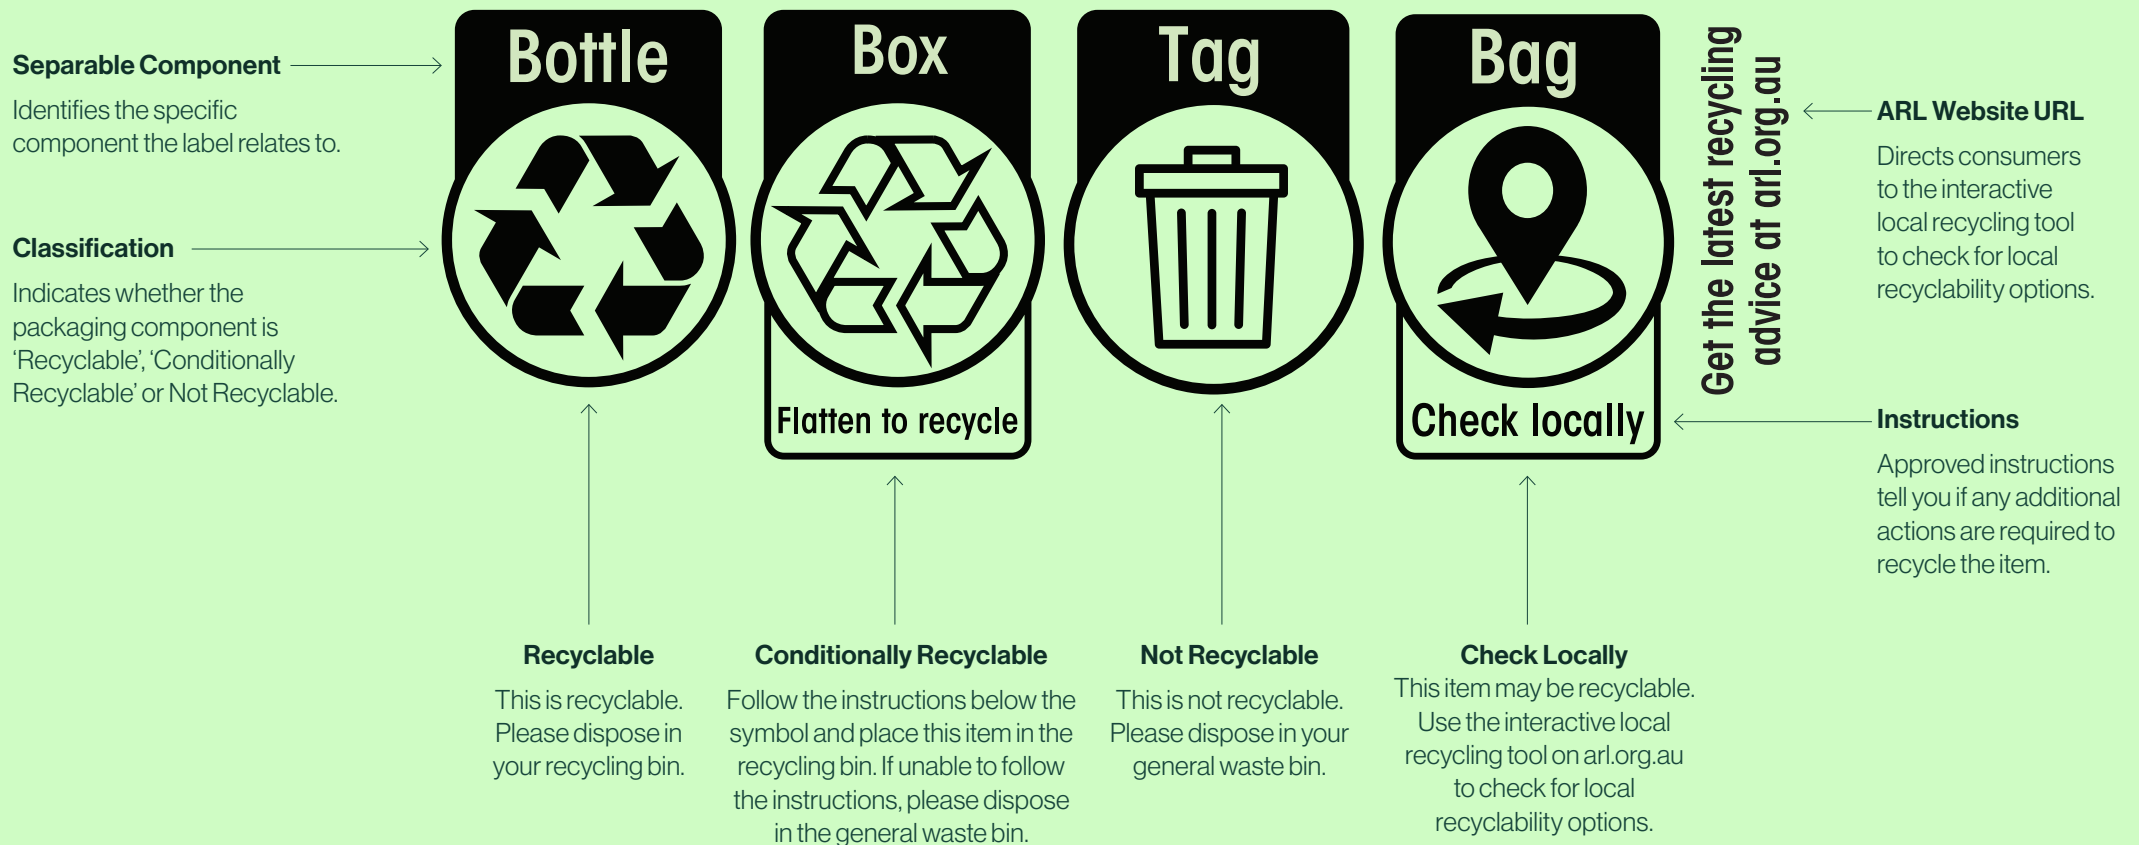 Separable Component
Identifies the specific
component the label relates to.
Classification
Indicates whether the
packaging component is
‘Recyclable’, ‘Conditionally
Recyclable’ or Not Recyclable.
Bottle
Box
Flatten to recycle
Tag
Bag
Check locally
Get the latest recycling
advice at arl.org.au
ARL Website URL
Directs consumers
to the interactive
local recycling tool
to check for local
recyclability options.
Instructions
Approved instructions
tell you if any additional
actions are required to
recycle the item.
Recyclable
This is recyclable.
Please dispose in
your recycling bin.
Conditionally Recyclable
Follow the instructions below the
symbol and place this item in the
recycling bin. If unable to follow
the instructions, please dispose
in the general waste bin.
Not Recyclable
This is not recyclable.
Please dispose in your
general waste bin.
Check Locally
This item may be recyclable.
Use the interactive local
recycling tool on arl.org.au
to check for local
recyclability options.